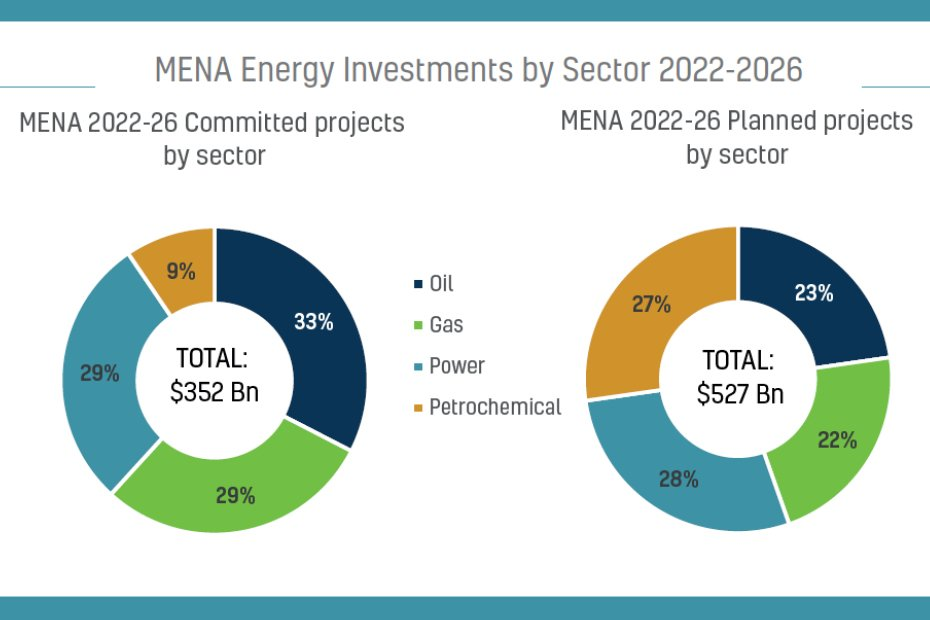 MENA Energy Investments by Sector 2022-2026
MENA 2022-26 Committed projects
by sector
9%
33%
29%
29%
TOTAL:
$352 Bn
Oil
Gas
Power
Petrochemical
MENA 2022-26 Planned projects
by sector
27%
23%
22%
28%
TOTAL:
$527 Bn